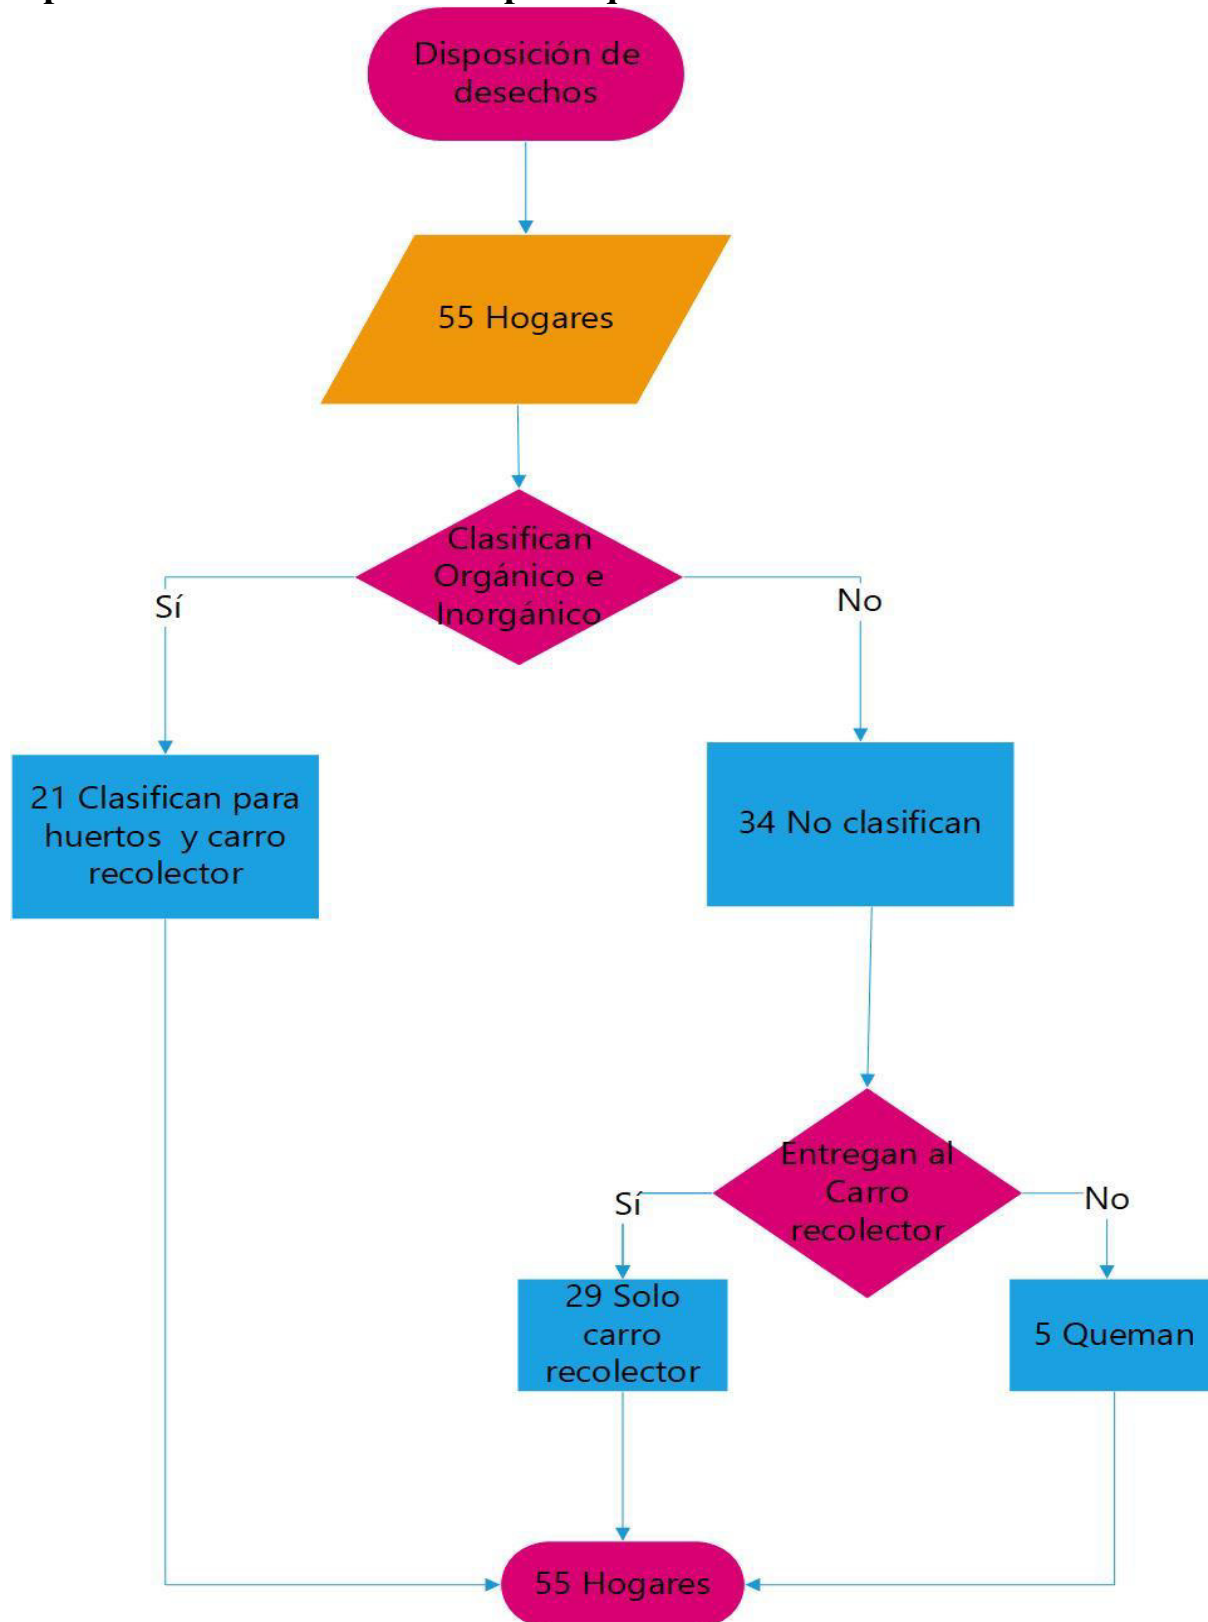 Disposición de
desechos
55 Hogares
Clasifican
Orgánico e
Inorgánico
Sí
No
21 Clasifican para
huertos y carro
recolector
34 No clasifican
Entregan al
Carro
recolector
Sí
No
29 Solo
carro
recolector
5 Queman
55 Hogares